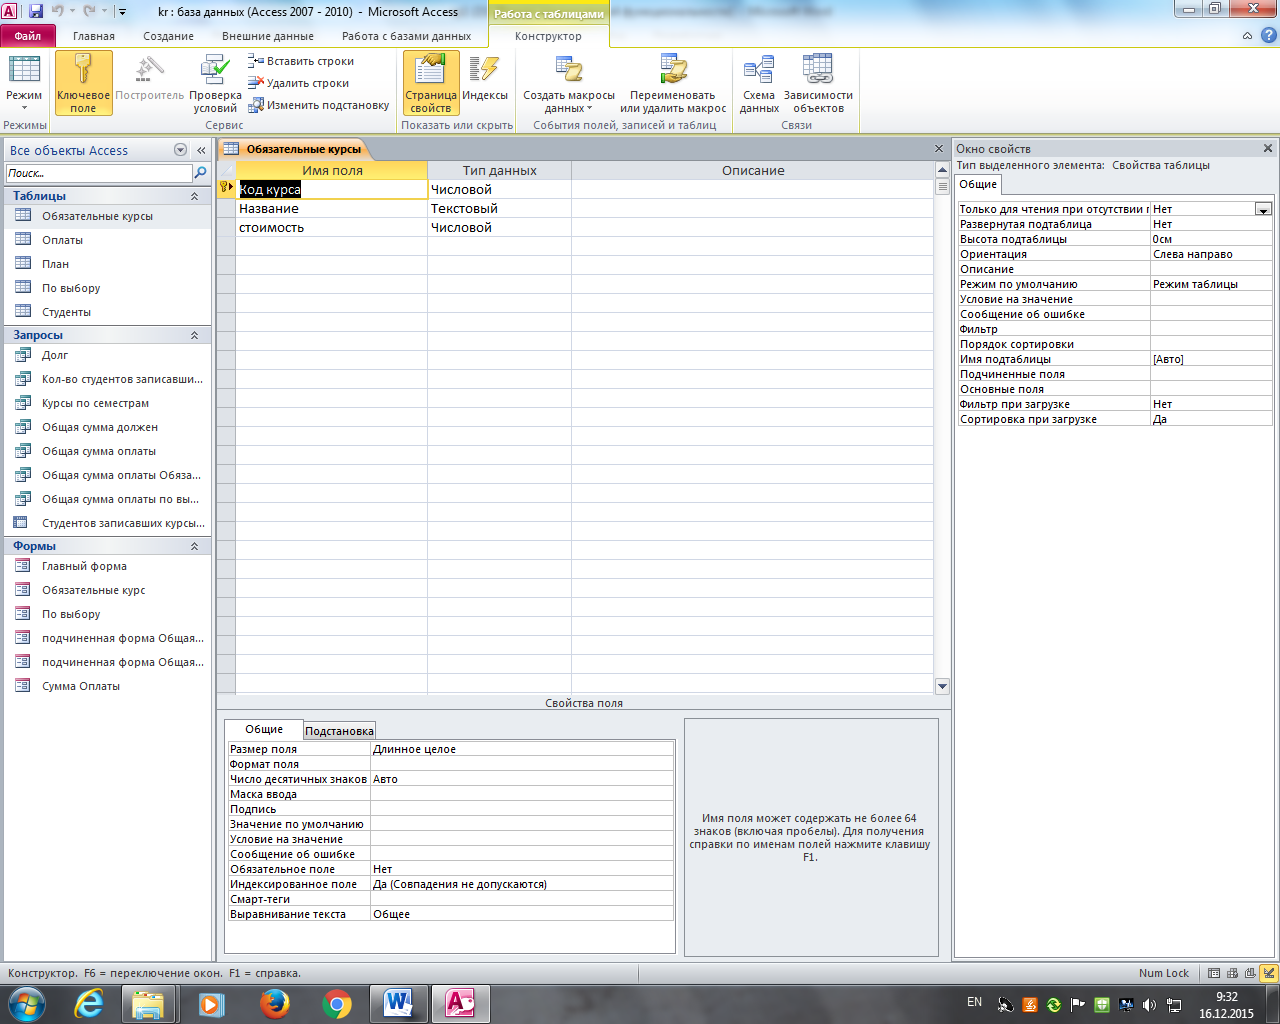 kr : база данных (Access 2007 - 2010) - Microsoft Access
Работа с таблицами
Файл
Главная
Создание
Внешние данные
Работа с базами данных
Конструктор
Режим
Ключевое поле
Построитель
Проверка условий
Вставить строки
Удалить строки
Изменить подстановку
Страница свойств
Индексы
Создать макросы данных
Переименовать или удалить макрос
Схема данных
Зависимости объектов
Режимы
Сервис
Показать или скрыть
События полей, записей и таблиц
Связи
Все объекты Access
Поиск...
Таблицы
Обязательные курсы
Оплаты
План
По выбору
Студенты
Запросы
Долг
Кол-во студентов записавши...
Курсы по семестрам
Общая сумма должен
Общая сумма оплаты
Общая сумма оплаты Обяза...
Общая сумма оплаты по вы...
Студентов записавших курсы...
Формы
Главный форма
Обязательные курс
По выбору
подчиненная форма Общая...
подчиненная форма Общая...
Сумма Оплаты
Обязательные курсы
Имя поля Тип данных Описание
Код курса Числовой
Название Текстовый
стоимость Числовой
Свойства поля
Общие Подстановка
Размер поля Длинное целое
Формат поля
Число десятичных знаков Авто
Маска ввода
Подпись
Значение по умолчанию
Условие на значение
Сообщение об ошибке
Обязательное поле Нет
Индексированное поле Да (Совпадения не допускаются)
Смарт-теги
Выравнивание текста Общее
Имя поля может содержать не более 64
знаков (включая пробелы). Для получения
справки по именам полей нажмите клавишу
F1.
Окно свойств
Тип выделенного элемента: Свойства таблицы
Общие
Только для чтения при отсутствии Нет
Развернутая подтаблица Нет
Высота подтаблицы 0см
Ориентация Слева направо
Описание
Режим по умолчанию Режим таблицы
Условие на значение
Сообщение об ошибке
Фильтр
Порядок сортировки
Имя подтаблицы [Авто]
Подчиненные поля
Основные поля
Фильтр при загрузке Нет
Сортировка при загрузке Да
Конструктор. F6 = переключение окон. F1 = справка.
Num Lock
EN
9:32
16.12.2015